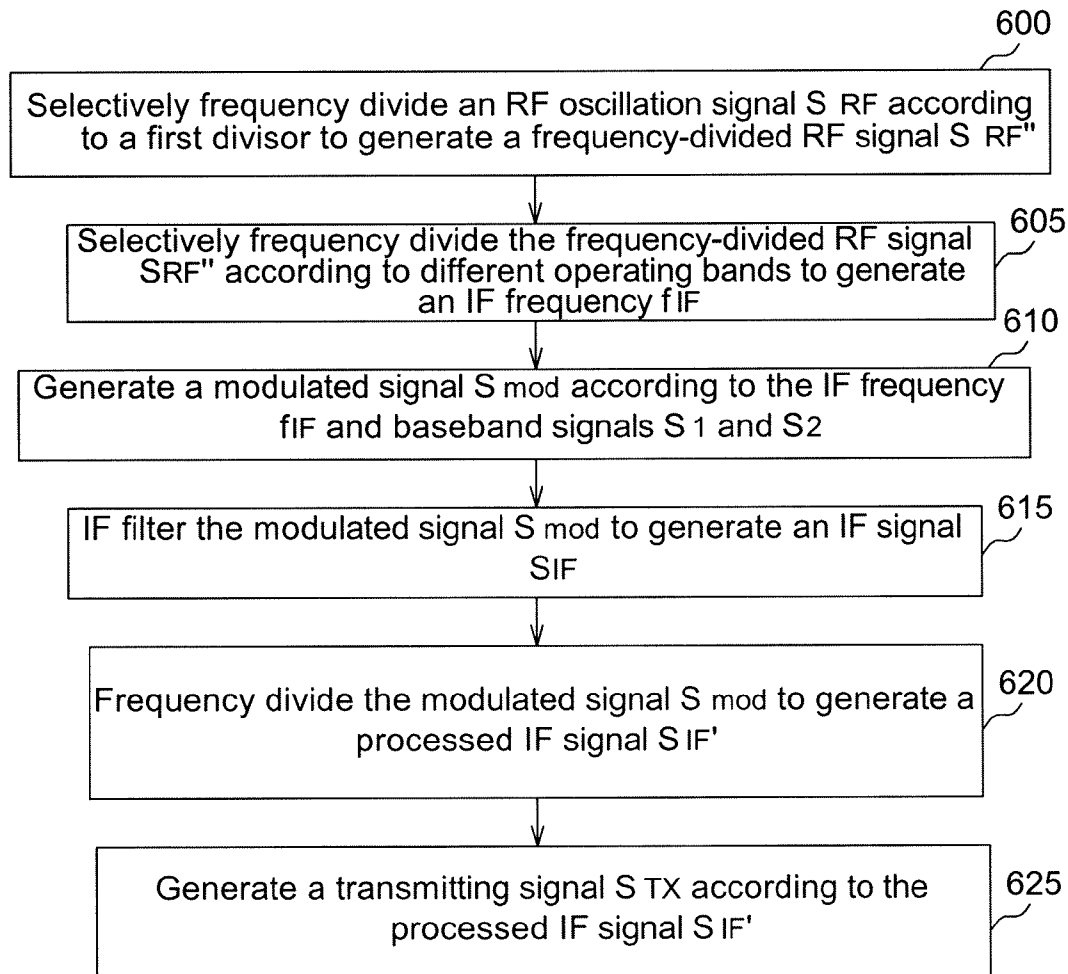 600
Selectively frequency divide an RF oscillation signal S RF according
to a first divisor to generate a frequency-divided RF signal S RF"
605
Selectively frequency divide the frequency-divided RF signal
SRF" according to different operating bands to generate
an IF frequency fIF
610
Generate a modulated signal S mod according to the IF frequency
fIF and baseband signals S1 and S2
615
IF filter the modulated signal S mod to generate an IF signal
SIF
620
Frequency divide the modulated signal S mod to generate a
processed IF signal S IF'
625
Generate a transmitting signal S TX according to the
processed IF signal S IF'